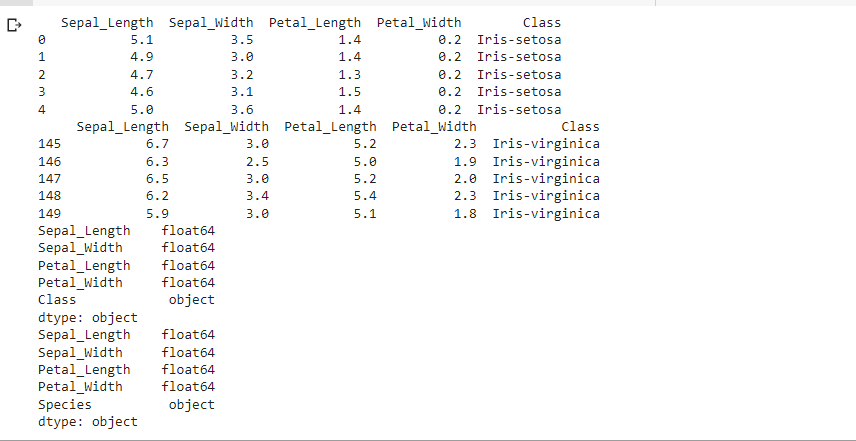 Sepal_Length  Sepal_Width  Petal_Length  Petal_Width        Class
0           5.1          3.5           1.4          0.2  Iris-setosa
1           4.9          3.0           1.4          0.2  Iris-setosa
2           4.7          3.2           1.3          0.2  Iris-setosa
3           4.6          3.1           1.5          0.2  Iris-setosa
4           5.0          3.6           1.4          0.2  Iris-setosa
     Sepal_Length  Sepal_Width  Petal_Length  Petal_Width           Class
145           6.7          3.0           5.2          2.3  Iris-virginica
146           6.3          2.5           5.0          1.9  Iris-virginica
147           6.5          3.0           5.2          2.0  Iris-virginica
148           6.2          3.4           5.4          2.3  Iris-virginica
149           5.9          3.0           5.1          1.8  Iris-virginica
Sepal_Length    float64
Sepal_Width     float64
Petal_Length    float64
Petal_Width     float64
Class            object
dtype: object
Sepal_Length    float64
Sepal_Width     float64
Petal_Length    float64
Petal_Width     float64
Species          object
dtype: object